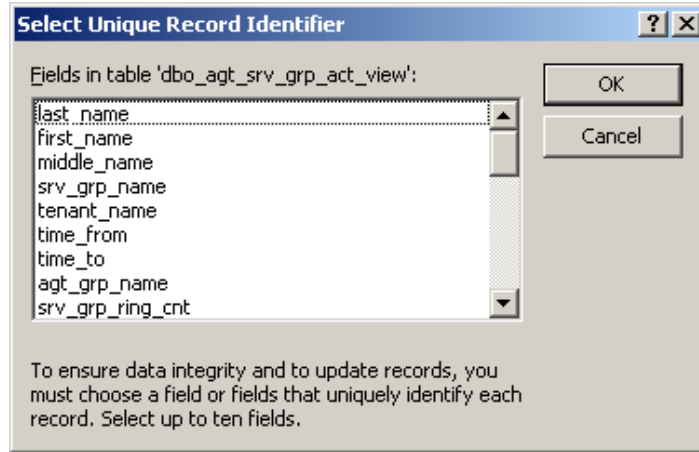 Select Unique Record Identifier
Fields in table 'dbo_agt_srv_grp_act_view':
OK
last_name
first_name
Cancel
middle_name
srv_grp_name
tenant_name
time_from
time_to
agt_grp_name
srv_grp_ring_cnt
To ensure data integrity and to update records, you
must choose a field or fields that uniquely identify each
record. Select up to ten fields.